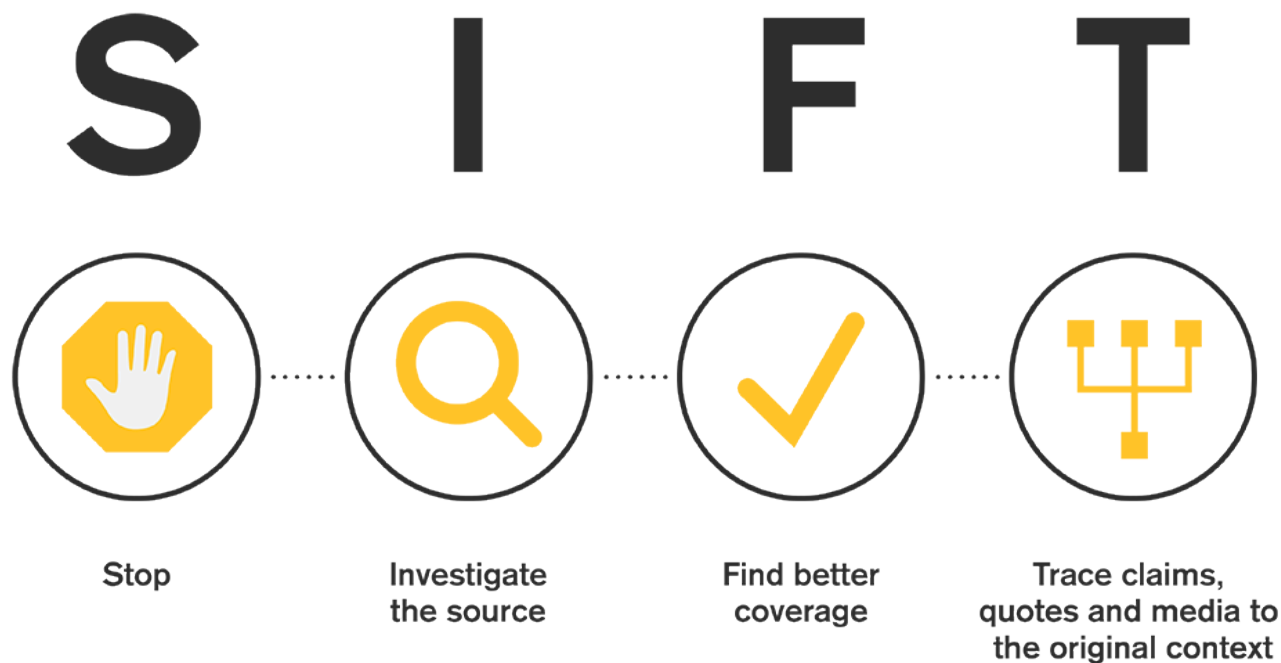 S I F T
Stop
Investigate
the source
Find better
coverage
Trace claims,
quotes and media to
the original context